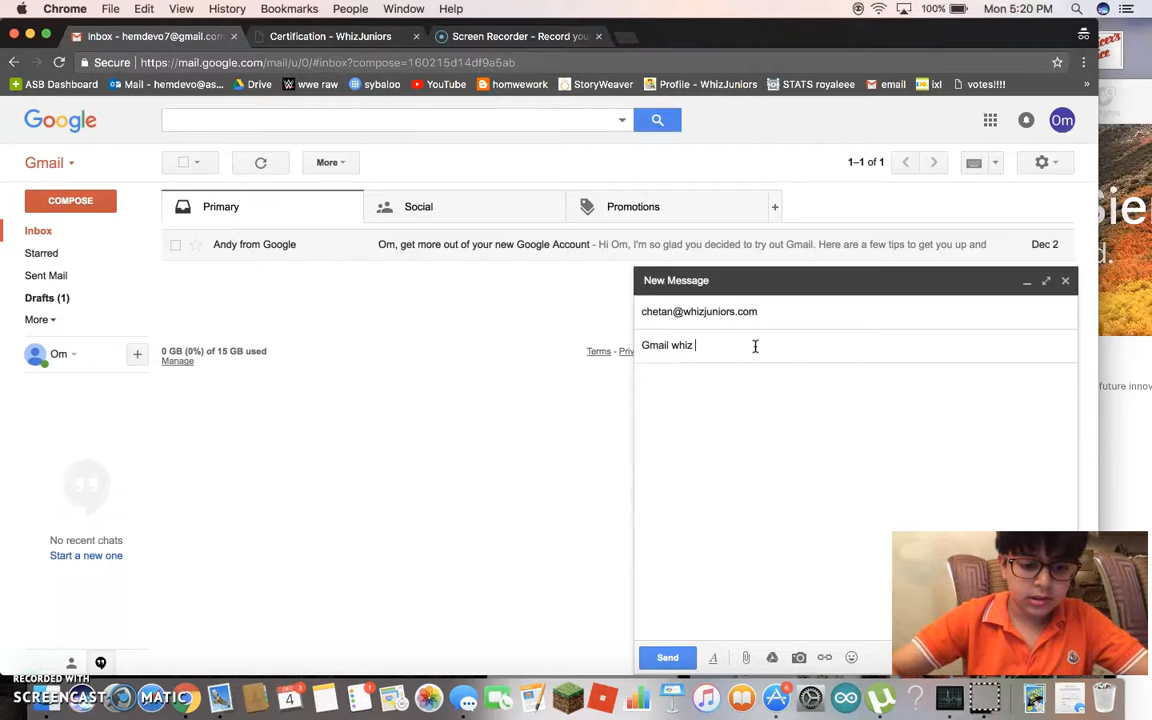 Chrome File Edit View History Bookmarks People Window Help 100% Mon 5:20 PM
Inbox - hemdevo7@gmail.com Certification - WhizJuniors Screen Recorder - Record you
Secure https://mail.google.com/mail/u/0/#inbox?compose=160215d14df9a5ab
ASB Dashboard Mail - hemdevo@as... Drive wwe raw sybaloo YouTube homwework StoryWeaver Profile - WhizJuniors STATS royaleee email ixl votes!!!! »
Google Om
Gmail More 1–1 of 1
COMPOSE Primary Social Promotions +
Inbox
Andy from Google Om, get more out of your new Google Account - Hi Om, I'm so glad you decided to try out Gmail. Here are a few tips to get you up and Dec 2
Starred
Sent Mail
Drafts (1)
More
New Message
chetan@whizjuniors.com
Gmail whiz
Om +
0 GB (0%) of 15 GB used
Manage
Terms - Priv
future innov
No recent chats
Start a new one
Send
RECORDED WITH
SCREENCAST MATIC